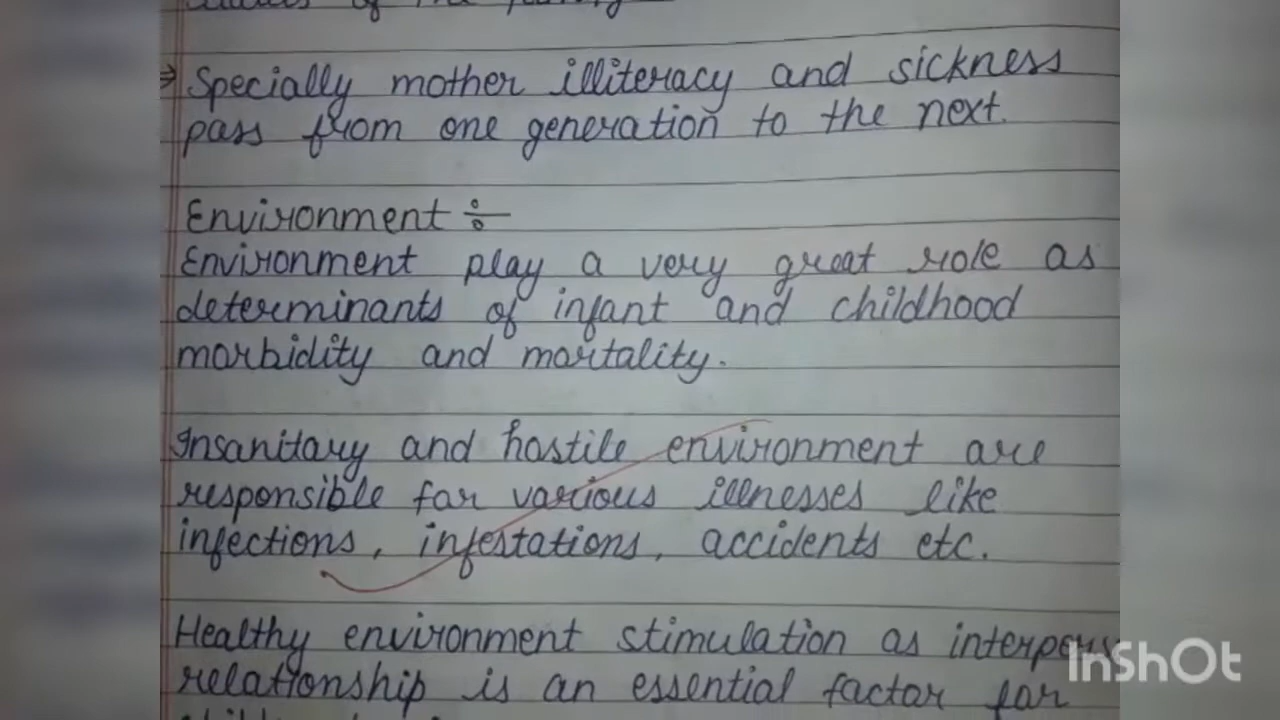 of the
⇒ Specially mother illiteracy and sickness
pass from one generation to the next.
Environment ÷
Environment play a very great role as
determinants of infant and childhood
morbidity and mortality.
Insanitary and hostile environment are
responsible for various illnesses like
infections, infestations, accidents etc.
Healthy environment stimulation as
relationship is an essential factor for
InShOt